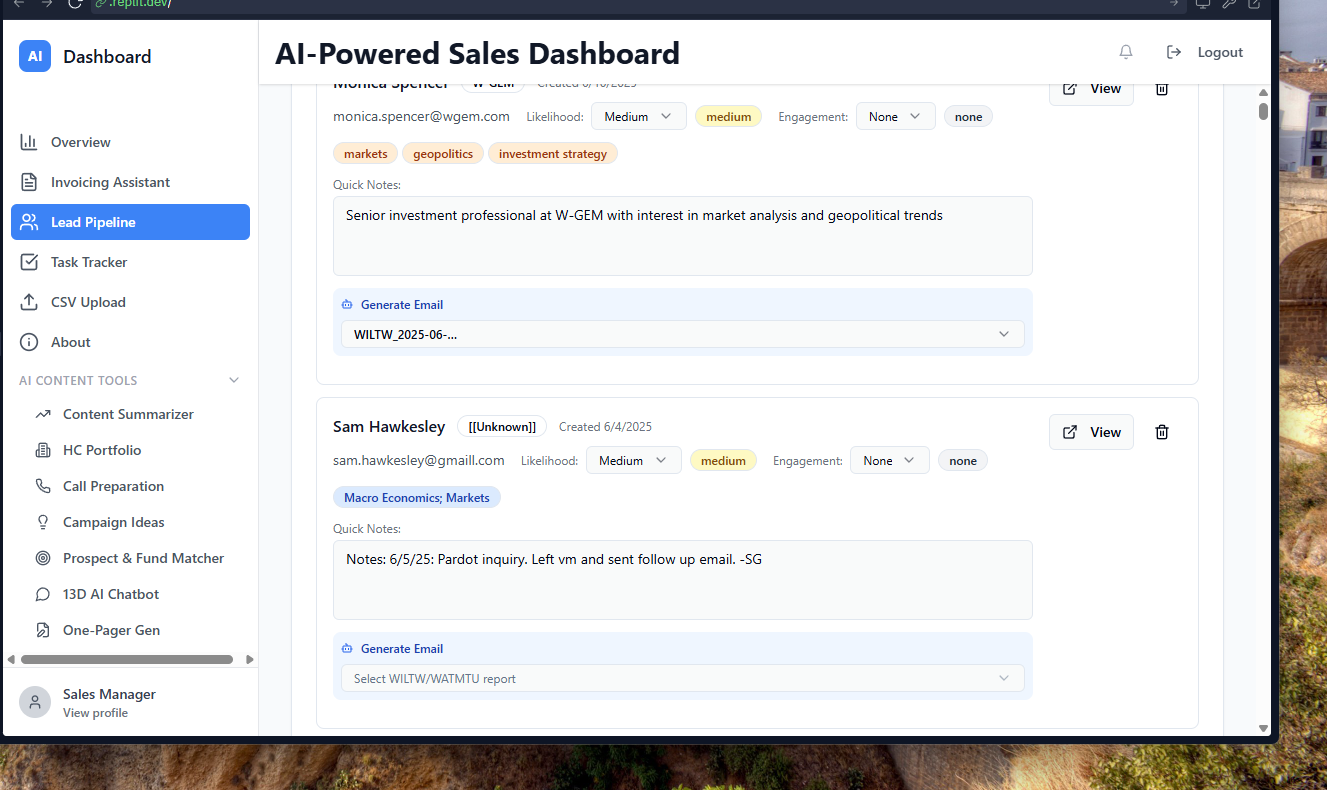 .replit.dev/
AI Dashboard
AI-Powered Sales Dashboard
Logout
Overview
Invoicing Assistant
Lead Pipeline
Task Tracker
CSV Upload
About
AI CONTENT TOOLS
Content Summarizer
HC Portfolio
Call Preparation
Campaign Ideas
Prospect & Fund Matcher
13D AI Chatbot
One-Pager Gen
Sales Manager
View profile
Monica Spencer W-GEM Created 6/16/2025
View
monica.spencer@wgem.com Likelihood: Medium medium Engagement: None none
markets geopolitics investment strategy
Quick Notes:
Senior investment professional at W-GEM with interest in market analysis and geopolitical trends
Generate Email
WILTW_2025-06-...
Sam Hawkesley [[Unknown]] Created 6/4/2025
View
sam.hawkesley@gmaill.com Likelihood: Medium medium Engagement: None none
Macro Economics; Markets
Quick Notes:
Notes: 6/5/25: Pardot inquiry. Left vm and sent follow up email. -SG
Generate Email
Select WILTW/WATMTU report